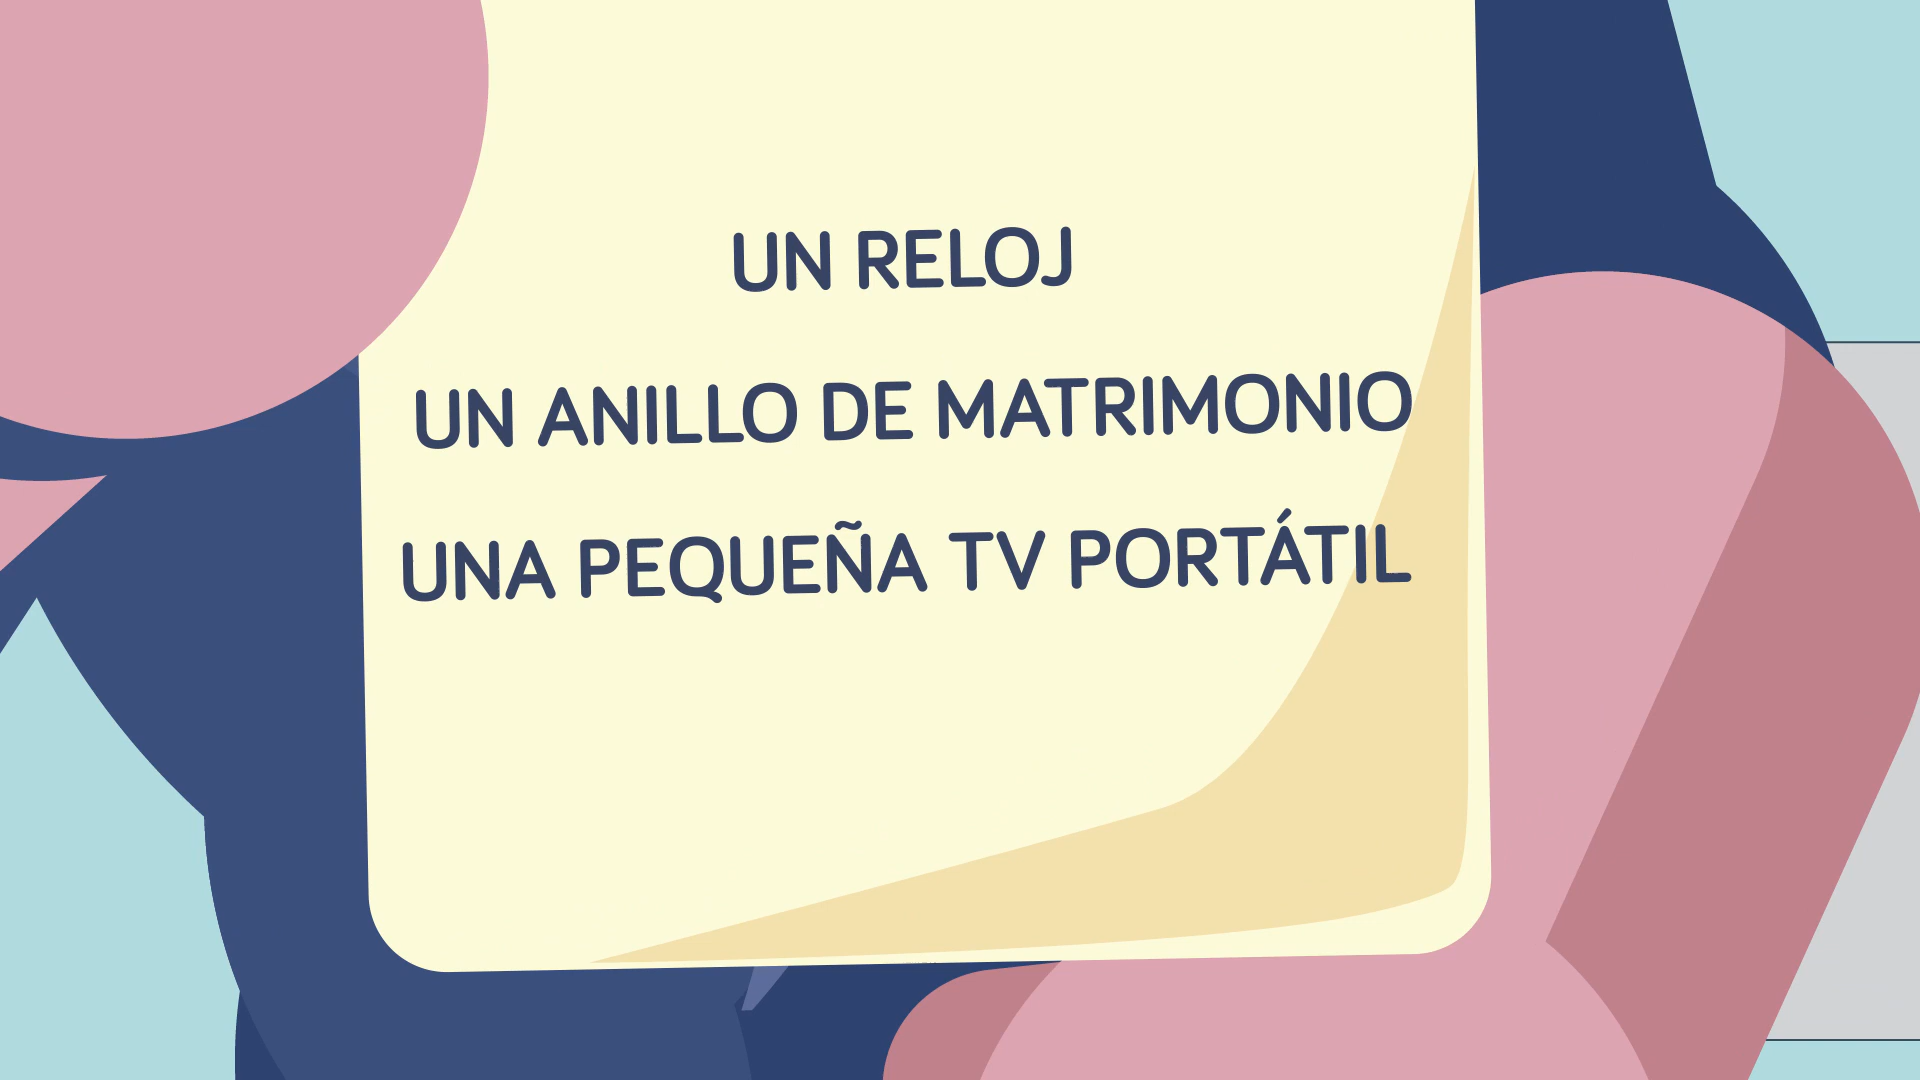 UN RELOJ
UN ANILLO DE MATRIMONIO
UNA PEQUEÑA TV PORTÁTIL